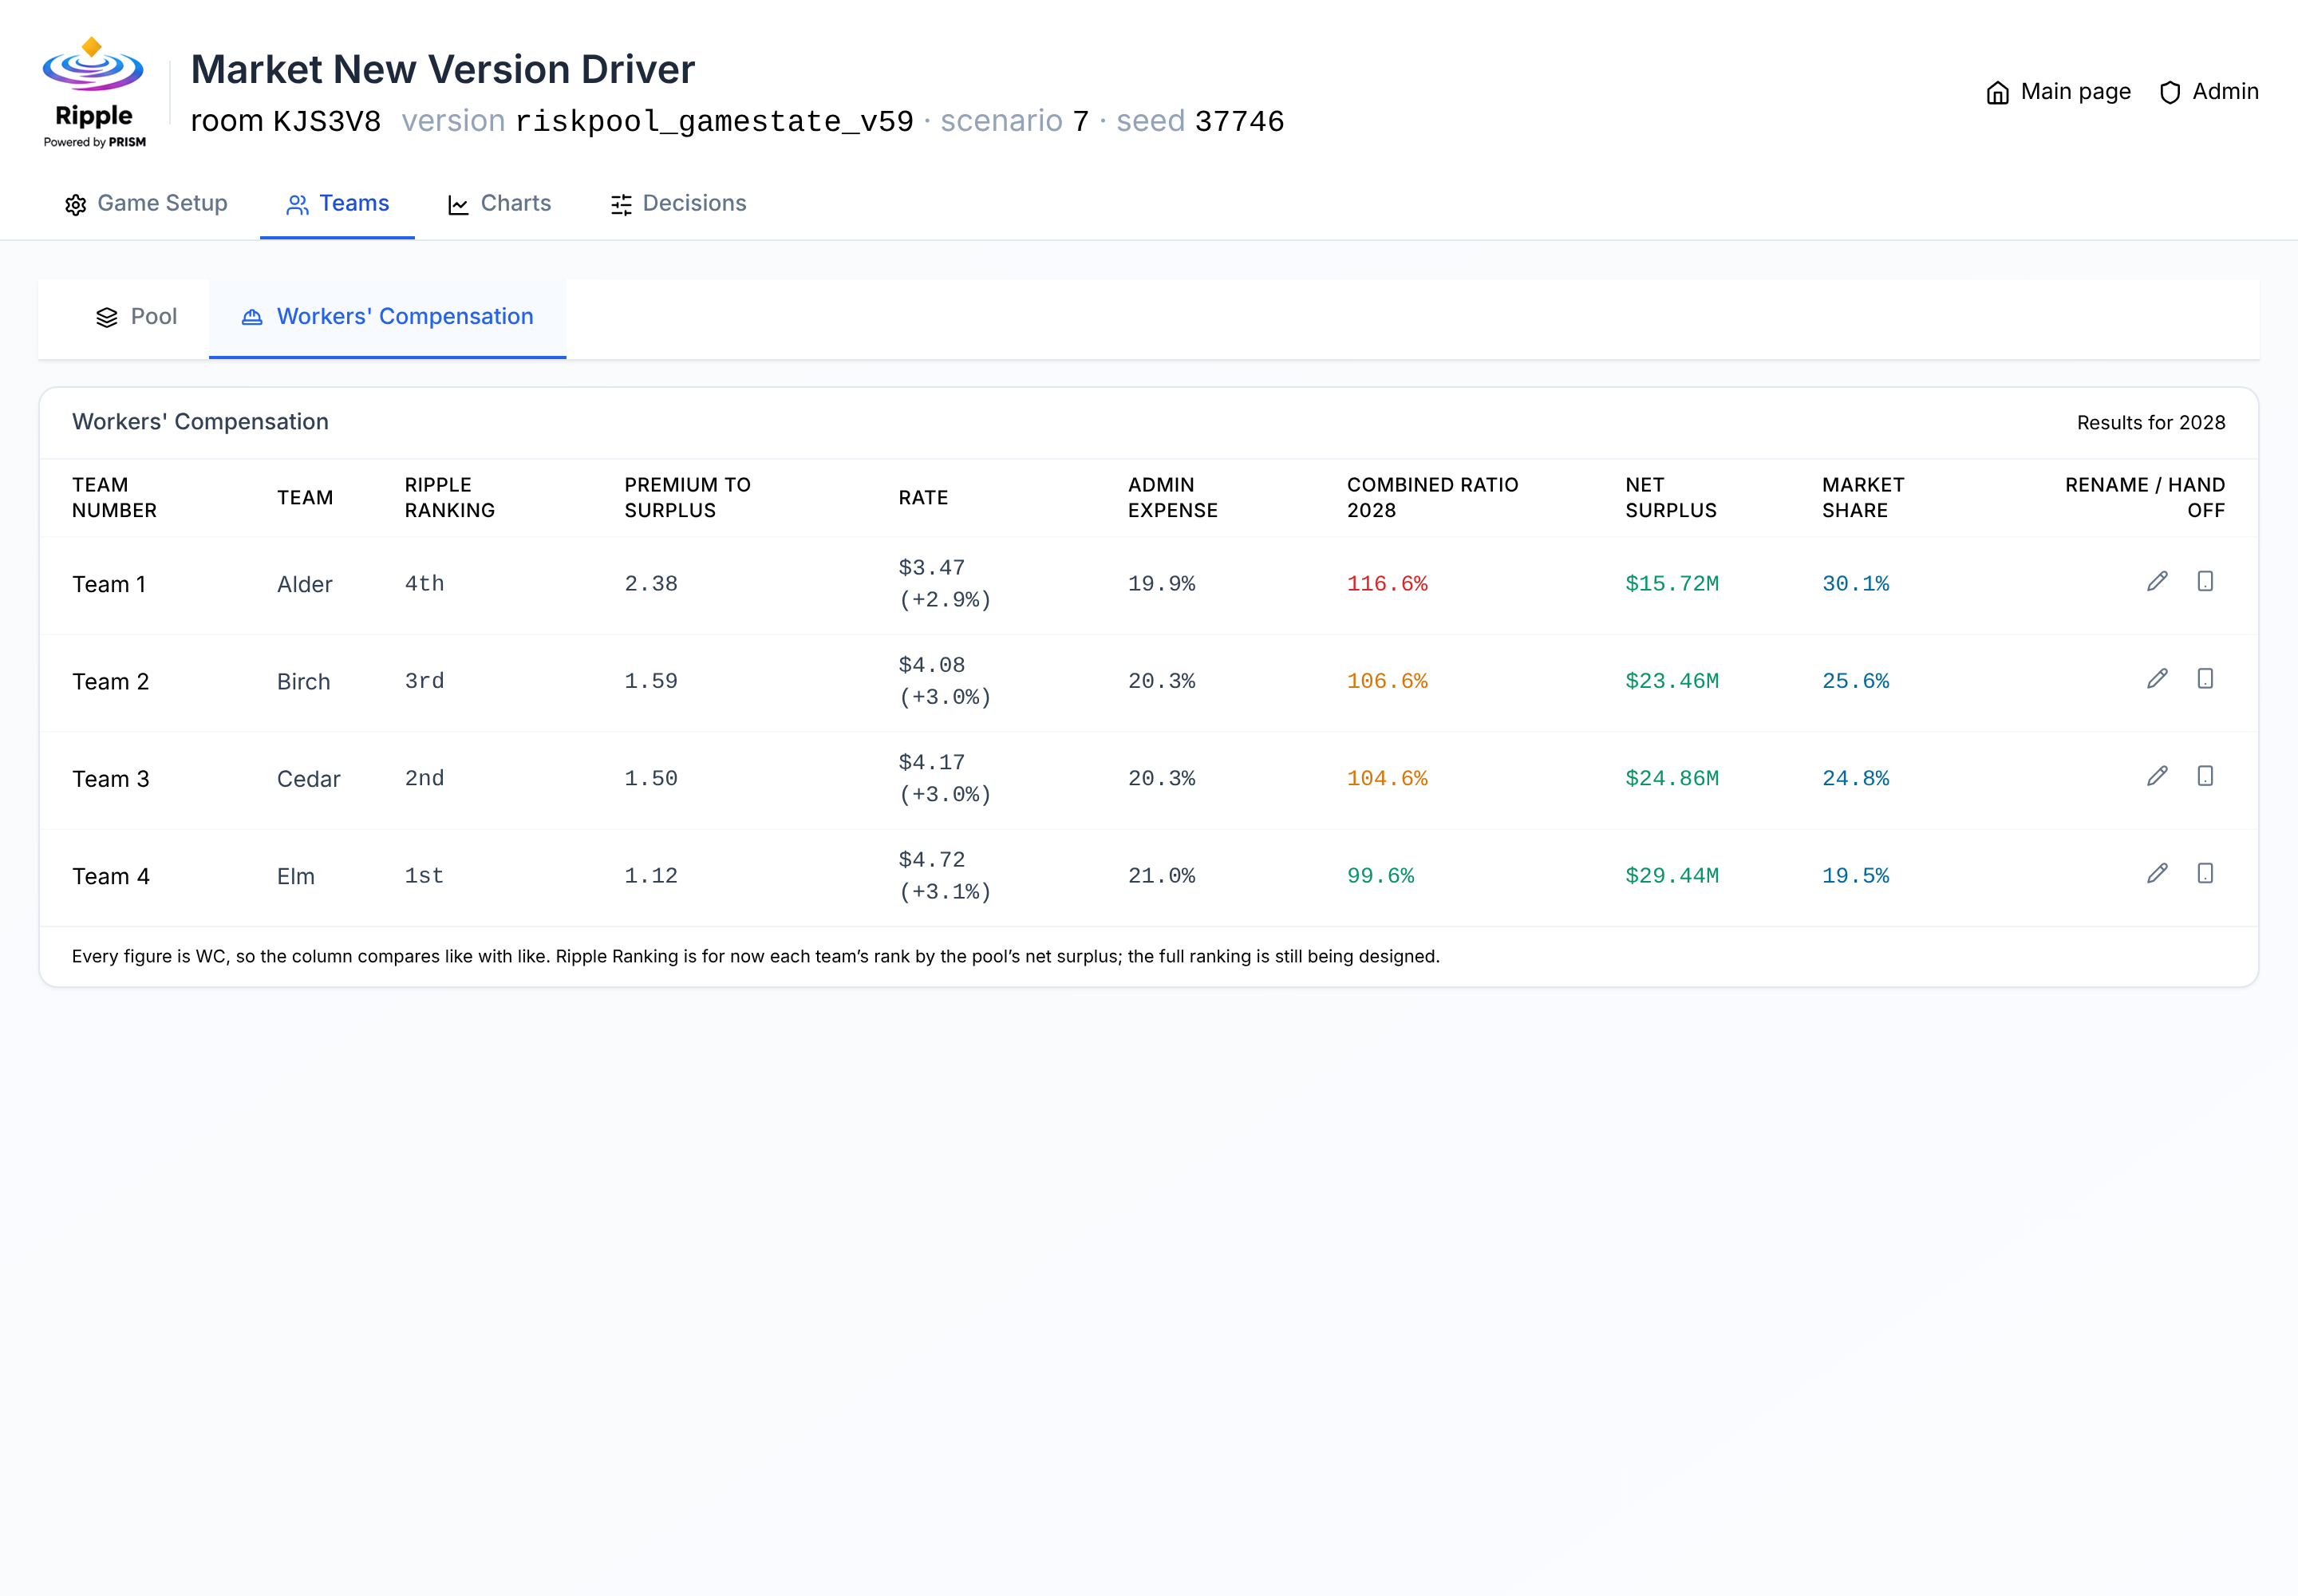 Ripple
Powered by PRISM
Market New Version Driver
room KJS3V8 version riskpool_gamestate_v59 · scenario 7 · seed 37746
Main page
Admin
Game Setup
Teams
Charts
Decisions
Pool
Workers' Compensation
Workers' Compensation
Results for 2028
TEAM NUMBER
TEAM
RIPPLE RANKING
PREMIUM TO SURPLUS
RATE
ADMIN EXPENSE
COMBINED RATIO 2028
NET SURPLUS
MARKET SHARE
RENAME / HAND OFF
Team 1 Alder 4th 2.38 $3.47 (+2.9%) 19.9% 116.6% $15.72M 30.1%
Team 2 Birch 3rd 1.59 $4.08 (+3.0%) 20.3% 106.6% $23.46M 25.6%
Team 3 Cedar 2nd 1.50 $4.17 (+3.0%) 20.3% 104.6% $24.86M 24.8%
Team 4 Elm 1st 1.12 $4.72 (+3.1%) 21.0% 99.6% $29.44M 19.5%
Every figure is WC, so the column compares like with like. Ripple Ranking is for now each team’s rank by the pool’s net surplus; the full ranking is still being designed.